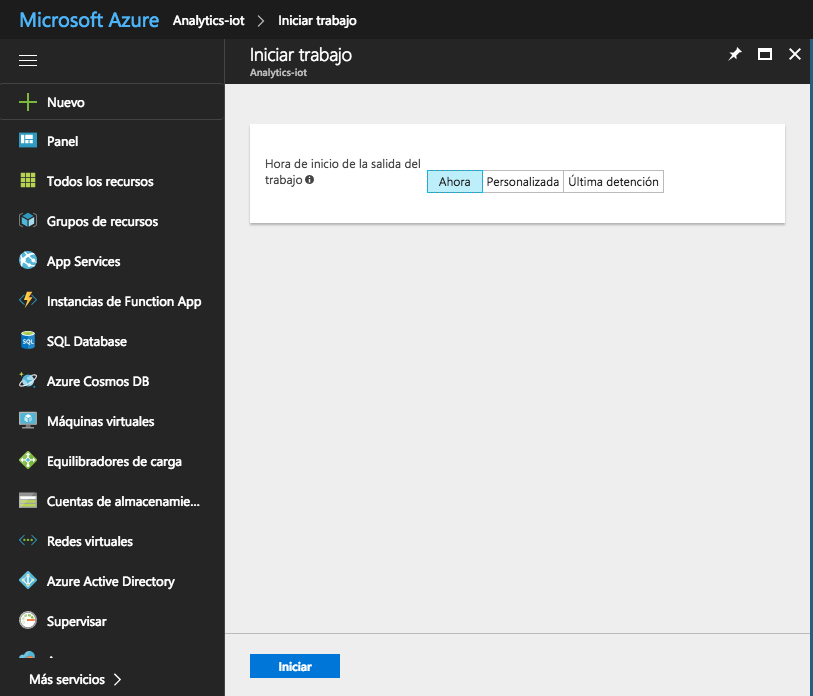 Microsoft Azure Analytics-iot > Iniciar trabajo
Iniciar trabajo
Analytics-iot
Nuevo
Panel
Todos los recursos
Grupos de recursos
App Services
Instancias de Function App
SQL Database
Azure Cosmos DB
Máquinas virtuales
Equilibradores de carga
Cuentas de almacenamie...
Redes virtuales
Azure Active Directory
Supervisar
Más servicios >
Hora de inicio de la salida del
trabajo
Ahora Personalizada Última detención
Iniciar